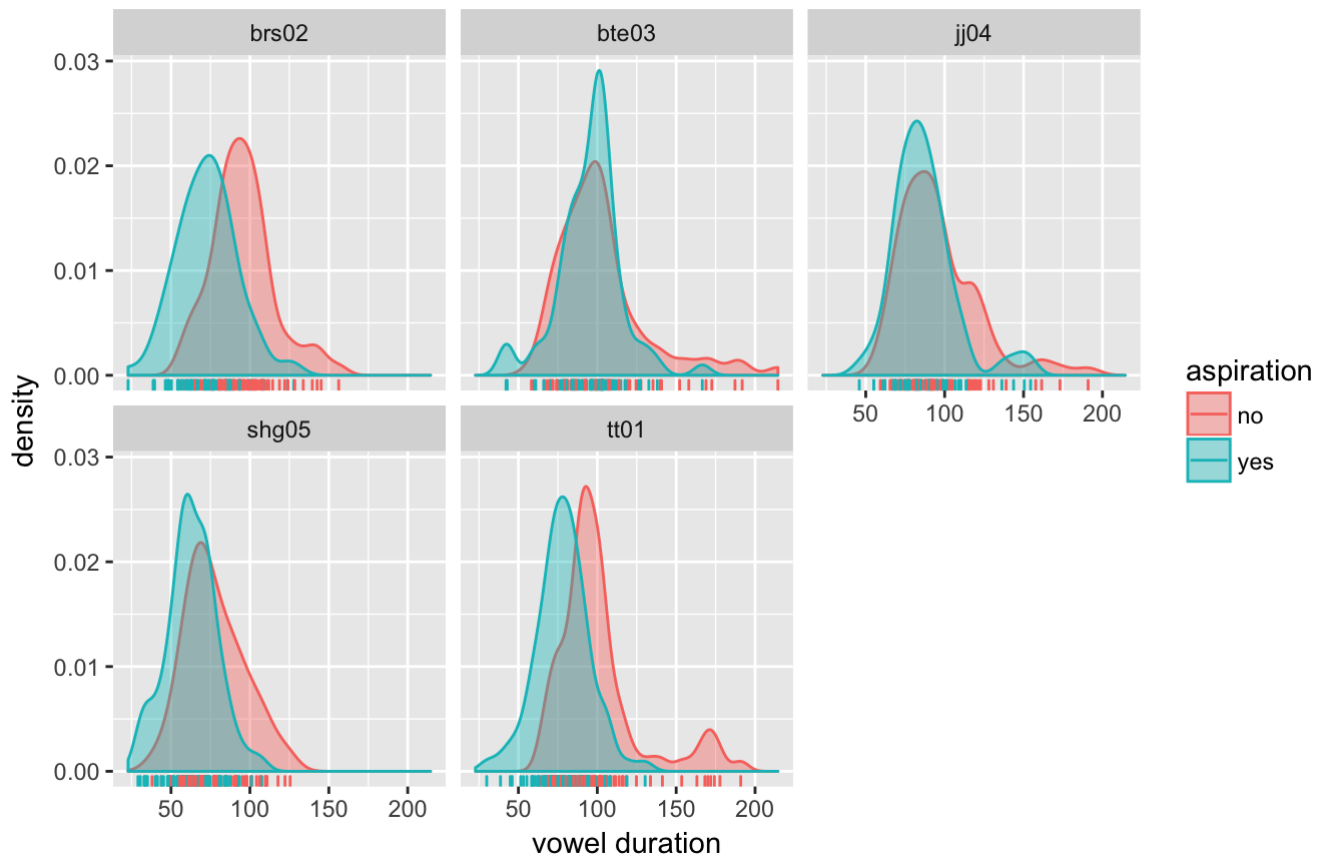 brs02 bte03 jj04
0.03
0.02
0.01
0.00
50 100 150 200
shg05 tt01
0.03
0.02
0.01
0.00
50 100 150 200 50 100 150 200
density
vowel duration
aspiration
no
yes